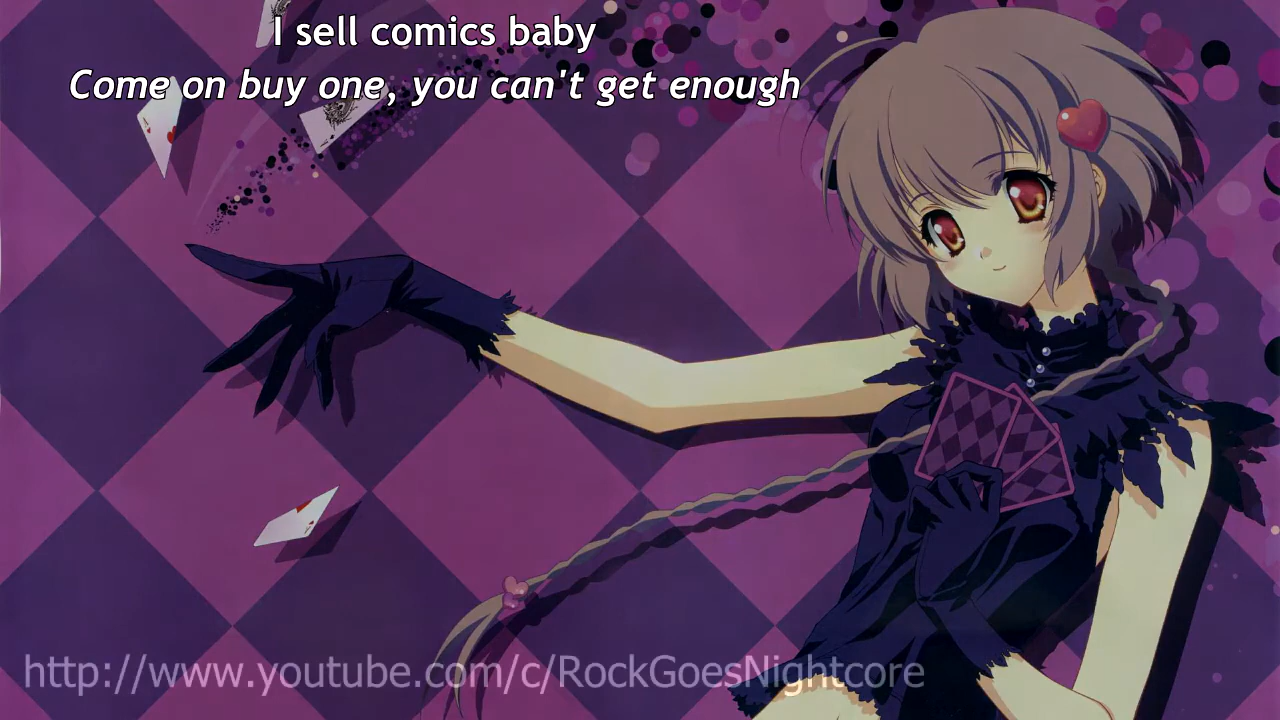 I sell comics baby
Come on buy one, you can't get enough
http://www.youtube.com/c/RockGoesNightcore